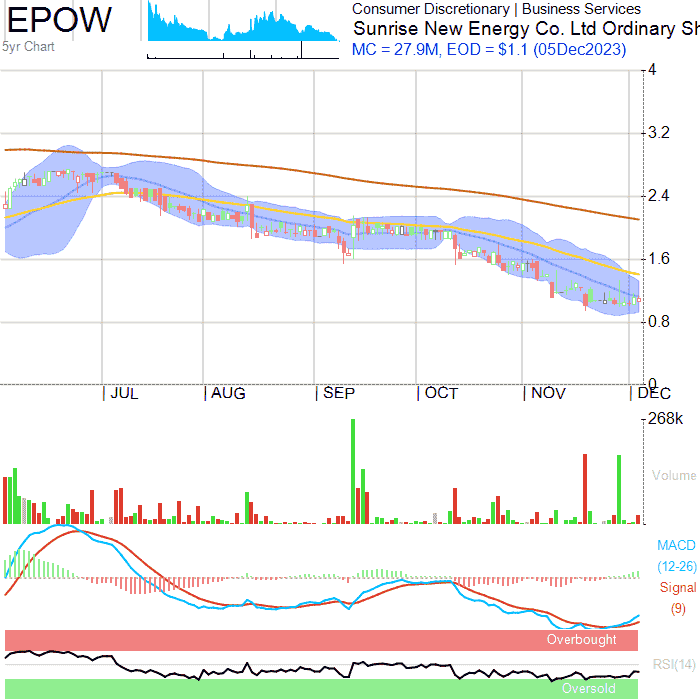 EPOW
5yr Chart
Consumer Discretionary | Business Services
Sunrise New Energy Co. Ltd Ordinary Sh
MC = 27.9M, EOD = $1.1 (05Dec2023)
4
3.2
2.4
1.6
0.8
0
JUL AUG SEP OCT NOV DEC
268k
Volume
MACD
(12-26)
Signal
(9)
Overbought
RSI(14)
Oversold